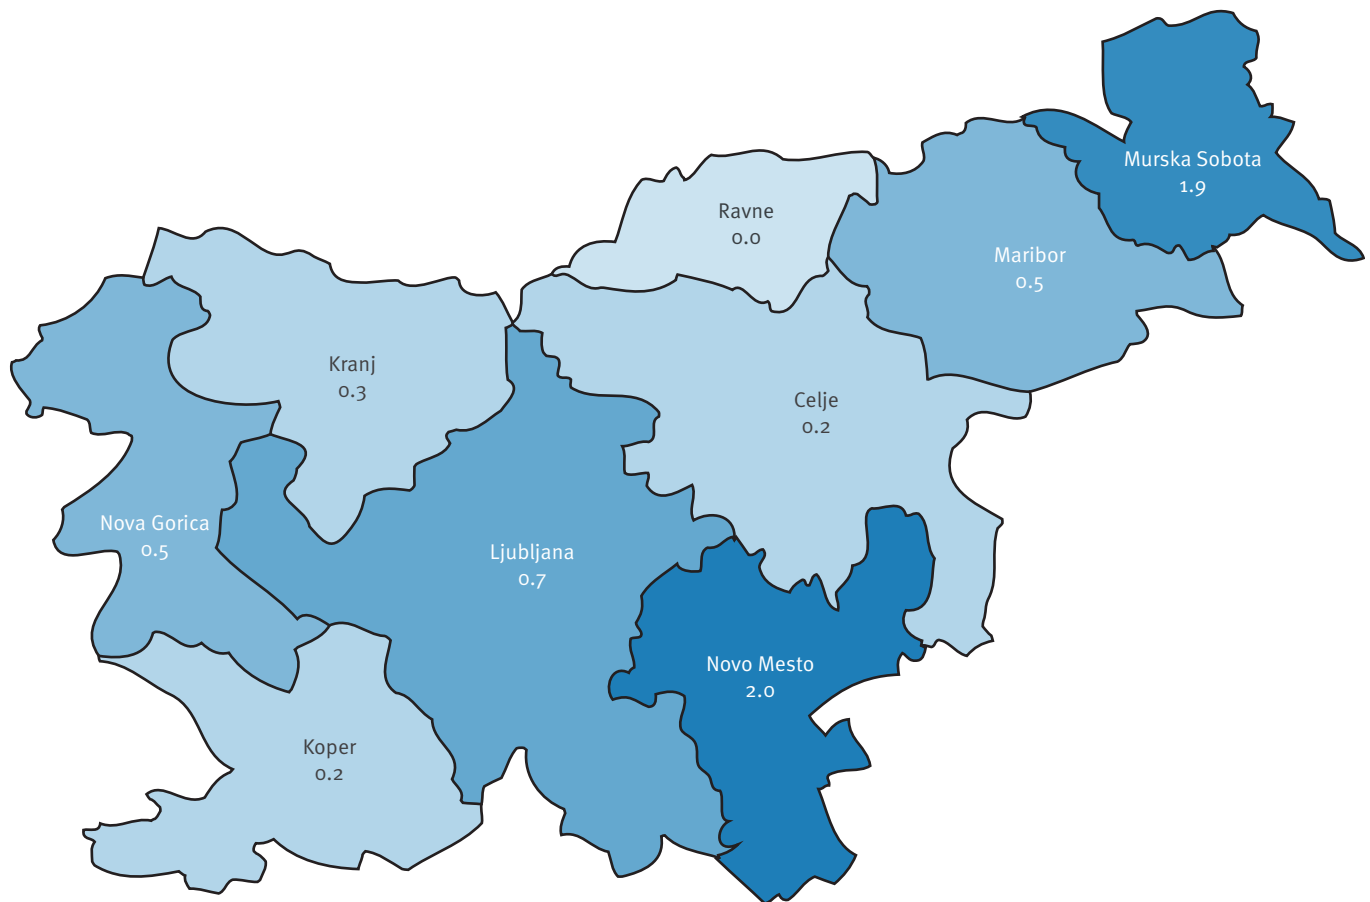 Murska Sobota
1.9
Ravne
0.0
Maribor
0.5
Kranj
0.3
Celje
0.2
Nova Gorica
0.5
Ljubljana
0.7
Novo Mesto
2.0
Koper
0.2